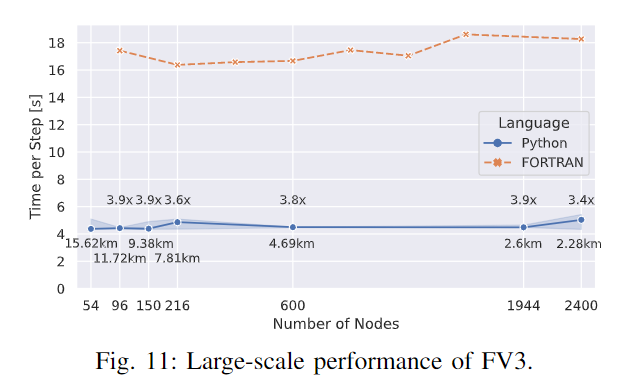 18
16
14
12
10
8
6
4
2
0
Time per Step [s]
Language
Python
FORTRAN
3.9x 3.9x 3.6x 3.8x 3.9x 3.4x
15.62km 9.38km 4.69km 2.6km 2.28km
11.72km 7.81km
54 96 150 216 600 1944 2400
Number of Nodes
Fig. 11: Large-scale performance of FV3.